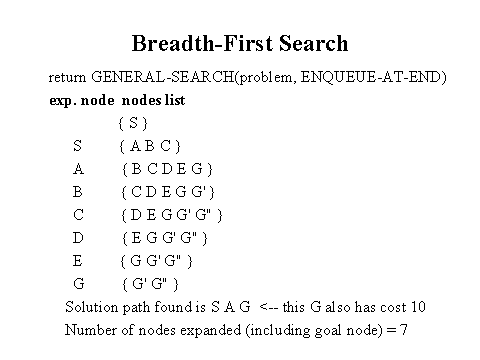 Breadth-First Search
return GENERAL-SEARCH(problem, ENQUEUE-AT-END)
exp. node nodes list
{ S }
S { A B C }
A { B C D E G }
B { C D E G G' }
C { D E G G' G" }
D { E G G' G" }
E { G G' G" }
G { G' G" }
Solution path found is S A G <-- this G also has cost 10
Number of nodes expanded (including goal node) = 7